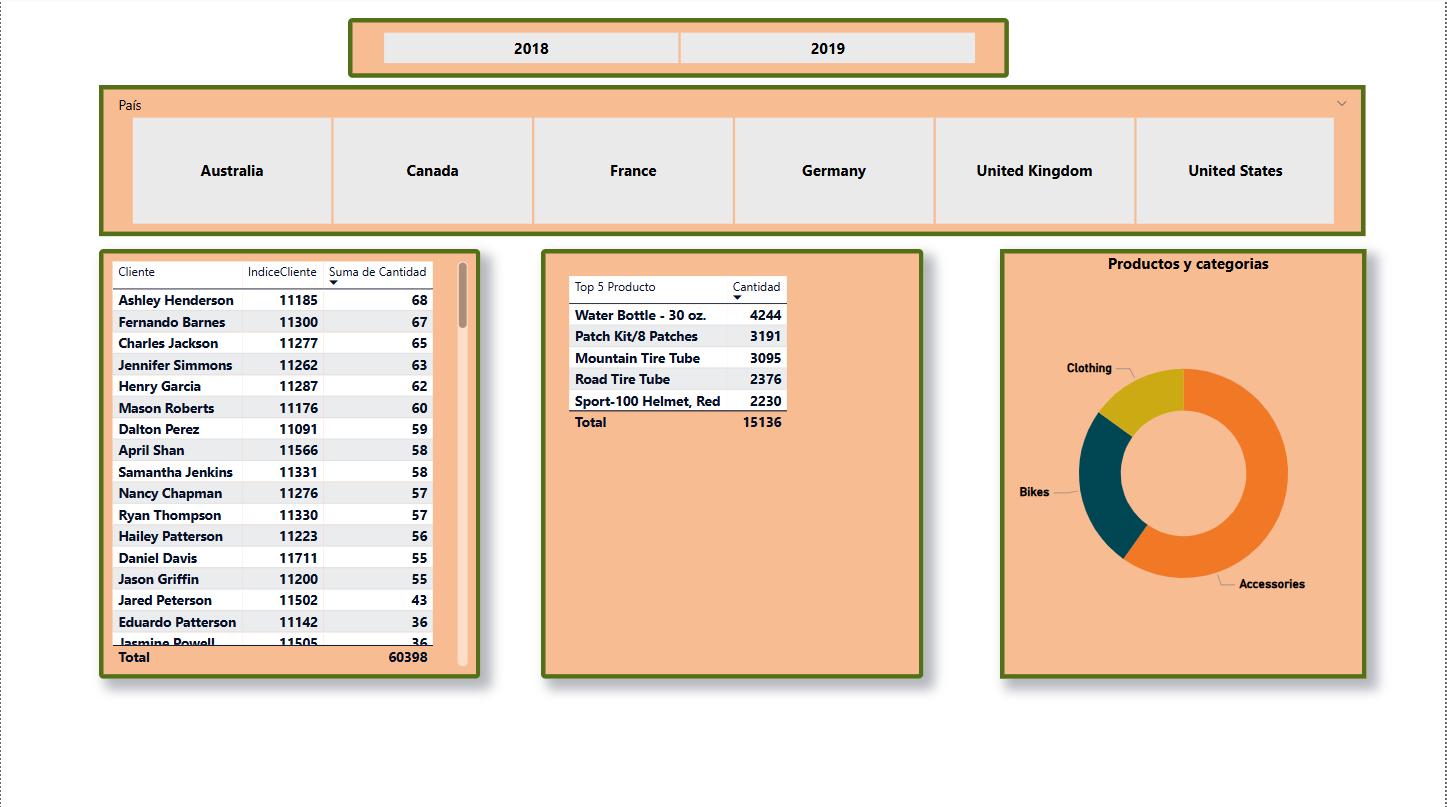 2018 2019
País
Australia Canada France Germany United Kingdom United States
Cliente IndiceCliente Suma de Cantidad
Ashley Henderson 11185 68
Fernando Barnes 11300 67
Charles Jackson 11277 65
Jennifer Simmons 11262 63
Henry Garcia 11287 62
Mason Roberts 11176 60
Dalton Perez 11091 59
April Shan 11566 58
Samantha Jenkins 11331 58
Nancy Chapman 11276 57
Ryan Thompson 11330 57
Hailey Patterson 11223 56
Daniel Davis 11711 55
Jason Griffin 11200 55
Jared Peterson 11502 43
Eduardo Patterson 11142 36
Jasmine Powell 11505 36
Total 60398
Top 5 Producto Cantidad
Water Bottle - 30 oz. 4244
Patch Kit/8 Patches 3191
Mountain Tire Tube 3095
Road Tire Tube 2376
Sport-100 Helmet, Red 2230
Total 15136
Productos y categorias
Clothing
Bikes
Accessories